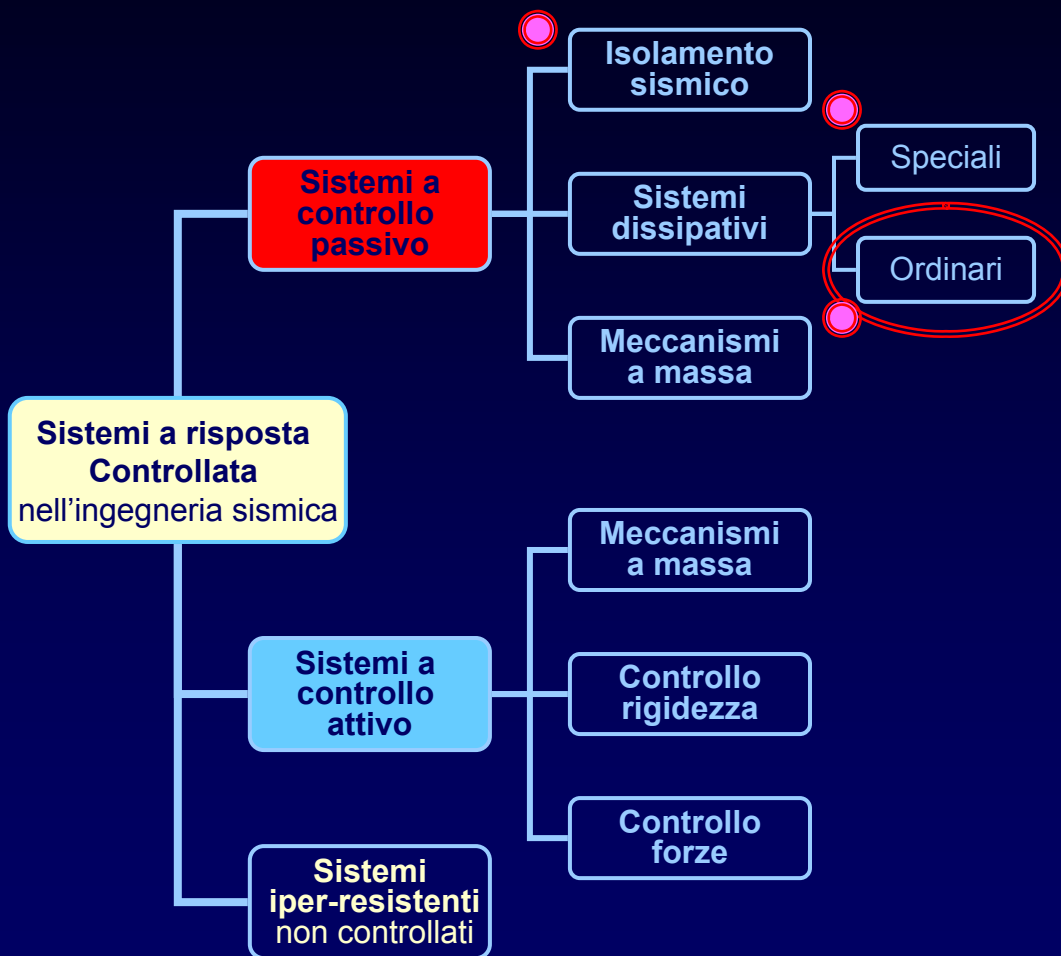 Isolamento
sismico
Speciali
Sistemi a
controllo
passivo
Sistemi
dissipativi
Ordinari
Meccanismi
a massa
Sistemi a risposta
Controllata
nell'ingegneria sismica
Meccanismi
a massa
Sistemi a
controllo
attivo
Controllo
rigidezza
Controllo
forze
Sistemi
iper-resistenti
non controllati